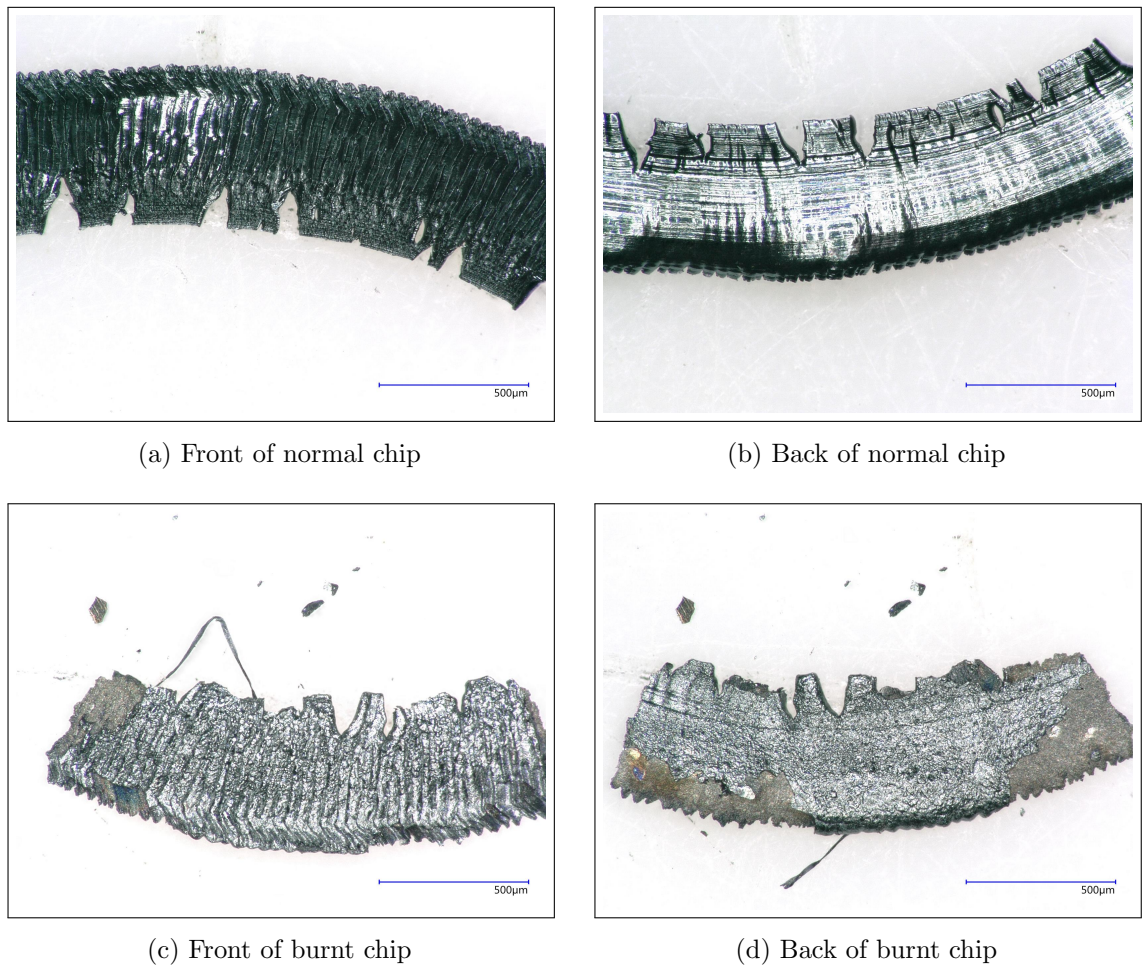 500µm
500µm
(a) Front of normal chip
(b) Back of normal chip
500µm
500µm
(c) Front of burnt chip
(d) Back of burnt chip